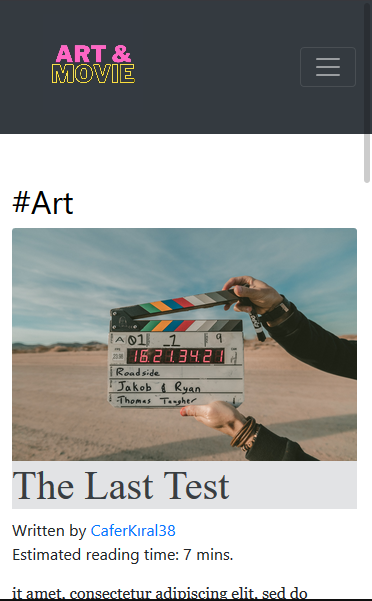 ART &
MOVIE
#Art
A 01 1 9
16:21:34:21
Roadside
Jakob & Ryan
Thomas Taugher
The Last Test
Written by CaferKıral38
Estimated reading time: 7 mins.
it amet, consectetur adipiscing elit, sed do